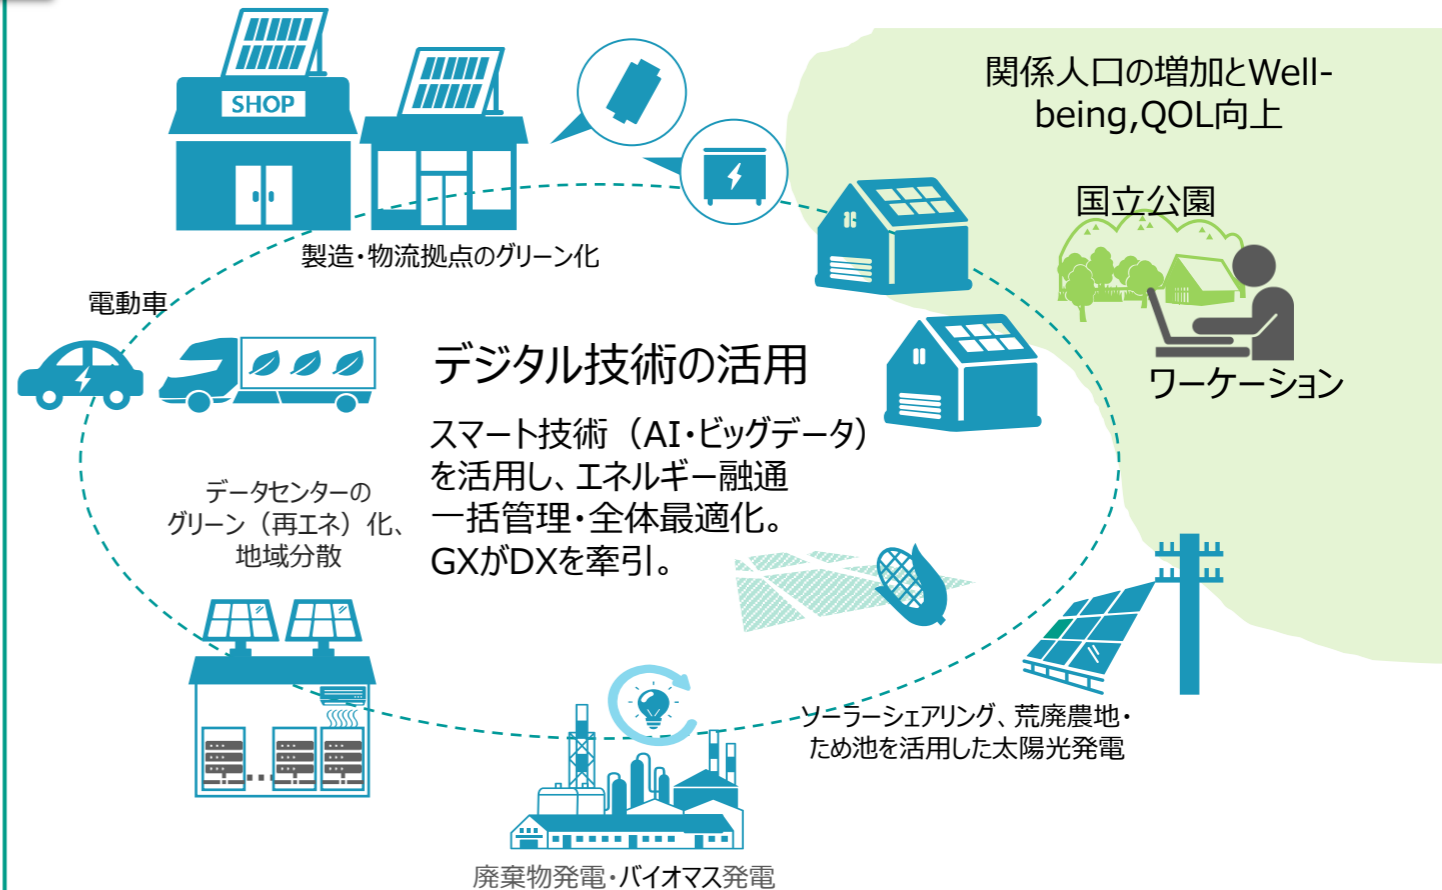 SHOP
関係人口の増加とWell-
being,QOL向上
国立公園
製造・物流拠点のグリーン化
電動車
デジタル技術の活用
ワーケーション
スマート技術（AI・ビッグデータ）
を活用し、エネルギー融通
一括管理・全体最適化。
GXがDXを牽引。
データセンターの
グリーン（再エネ）化、
地域分散
ソーラーシェアリング、荒廃農地・
ため池を活用した太陽光発電
廃棄物発電・バイオマス発電